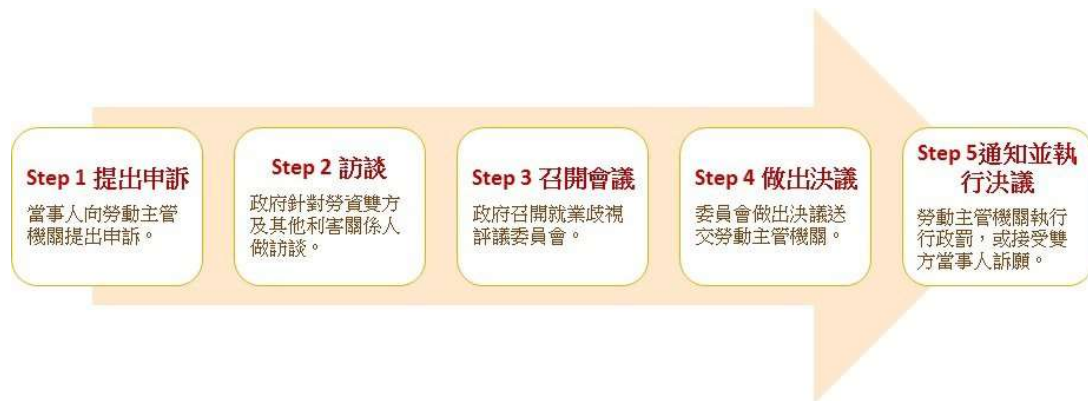 Step 1 提出申訴
當事人向勞動主管
機關提出申訴。
Step 2 訪談
政府針對勞資雙方
及其他利害關係人
做訪談。
Step 3 召開會議
政府召開就業歧視
評議委員會。
Step 4 做出決議
委員會做出決議送
交勞動主管機關。
Step 5通知並執
行決議
勞動主管機關執行
行政罰，或接受雙
方當事人訴願。